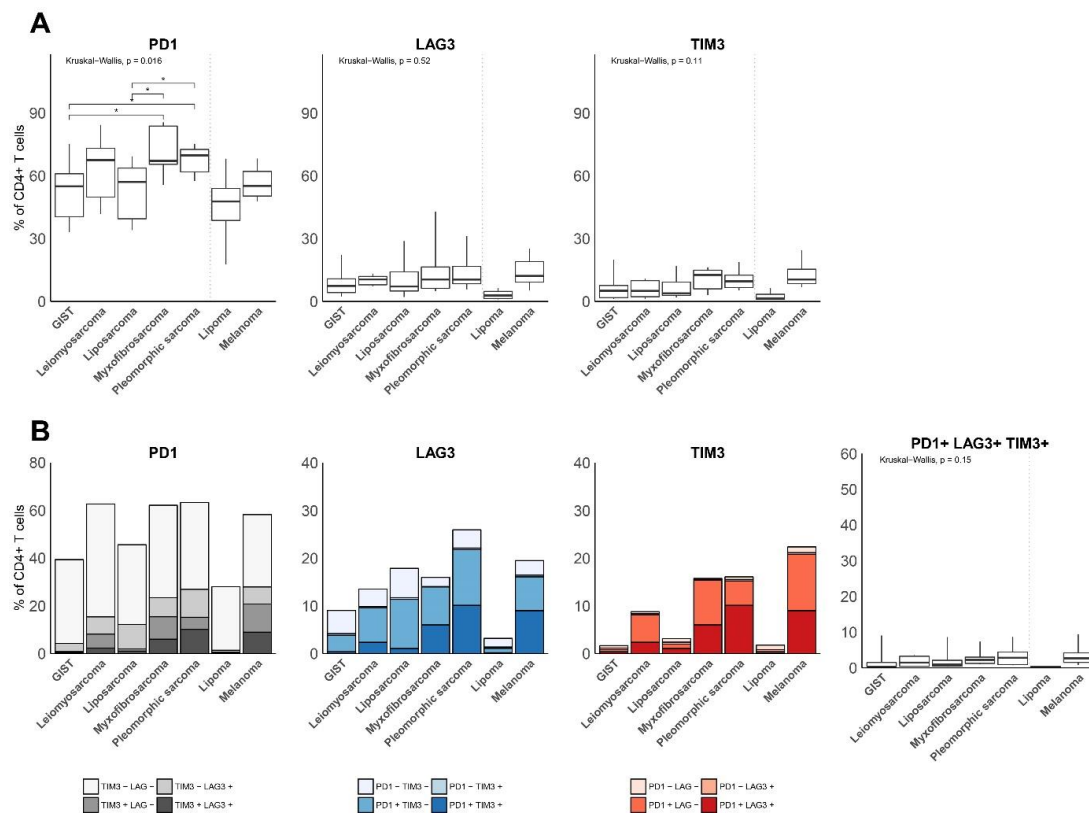 A
PD1
LAG3
TIM3
Kruskal−Wallis, p = 0.016
Kruskal−Wallis, p = 0.52
Kruskal−Wallis, p = 0.11
*
*
*
*
% of CD4+ T cells
90
60
30
0
90
60
30
0
90
60
30
0
GIST
Leiomyosarcoma
Liposarcoma
Myxofibrosarcoma
Pleomorphic sarcoma
Lipoma
Melanoma
GIST
Leiomyosarcoma
Liposarcoma
Myxofibrosarcoma
Pleomorphic sarcoma
Lipoma
Melanoma
GIST
Leiomyosarcoma
Liposarcoma
Myxofibrosarcoma
Pleomorphic sarcoma
Lipoma
Melanoma
B
PD1
LAG3
TIM3
PD1+ LAG3+ TIM3+
Kruskal−Wallis, p = 0.15
% of CD4+ T cells
80
60
40
20
0
40
30
20
10
0
40
30
20
10
0
60
50
40
30
20
10
0
GIST
Leiomyosarcoma
Liposarcoma
Myxofibrosarcoma
Pleomorphic sarcoma
Lipoma
Melanoma
GIST
Leiomyosarcoma
Liposarcoma
Myxofibrosarcoma
Pleomorphic sarcoma
Lipoma
Melanoma
GIST
Leiomyosarcoma
Liposarcoma
Myxofibrosarcoma
Pleomorphic sarcoma
Lipoma
Melanoma
GIST
Leiomyosarcoma
Liposarcoma
Myxofibrosarcoma
Pleomorphic sarcoma
Lipoma
Melanoma
TIM3 − LAG − TIM3 − LAG3 +
TIM3 + LAG − TIM3 + LAG3 +
PD1 − TIM3 − PD1 − TIM3 +
PD1 + TIM3 − PD1 + TIM3 +
PD1 − LAG − PD1 − LAG3 +
PD1 + LAG − PD1 + LAG3 +